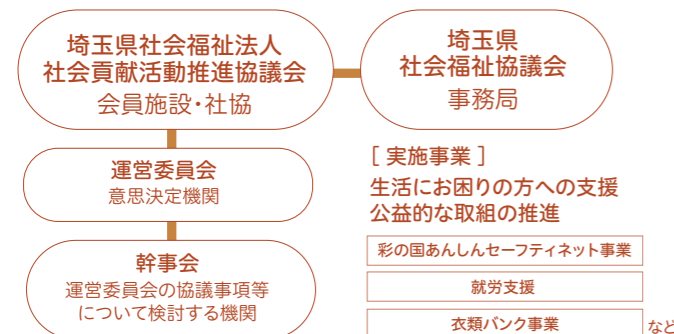 埼玉県社会福祉法人
社会貢献活動推進協議会
会員施設・社協
埼玉県
社会福祉協議会
事務局
運営委員会
意思決定機関
幹事会
運営委員会の協議事項等
について検討する機関
［ 実施事業 ］
生活にお困りの方への支援
公益的な取組の推進
彩の国あんしんセーフティネット事業
就労支援
衣類バンク事業
など